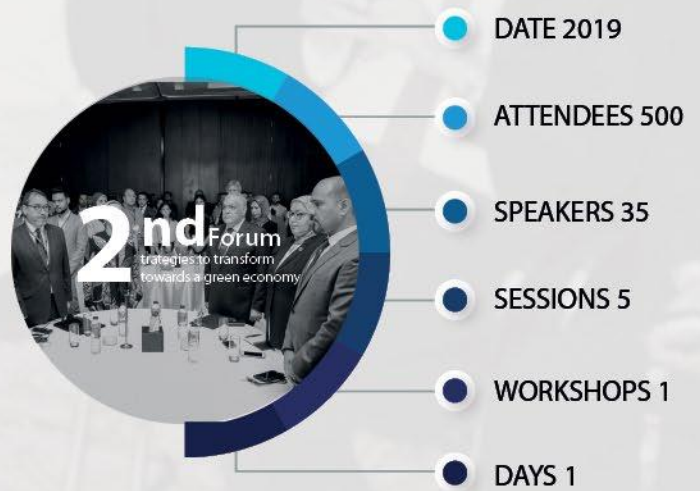 2nd Forum
trategies to transform
towards a green economy
DATE 2019
ATTENDEES 500
SPEAKERS 35
SESSIONS 5
WORKSHOPS 1
DAYS 1